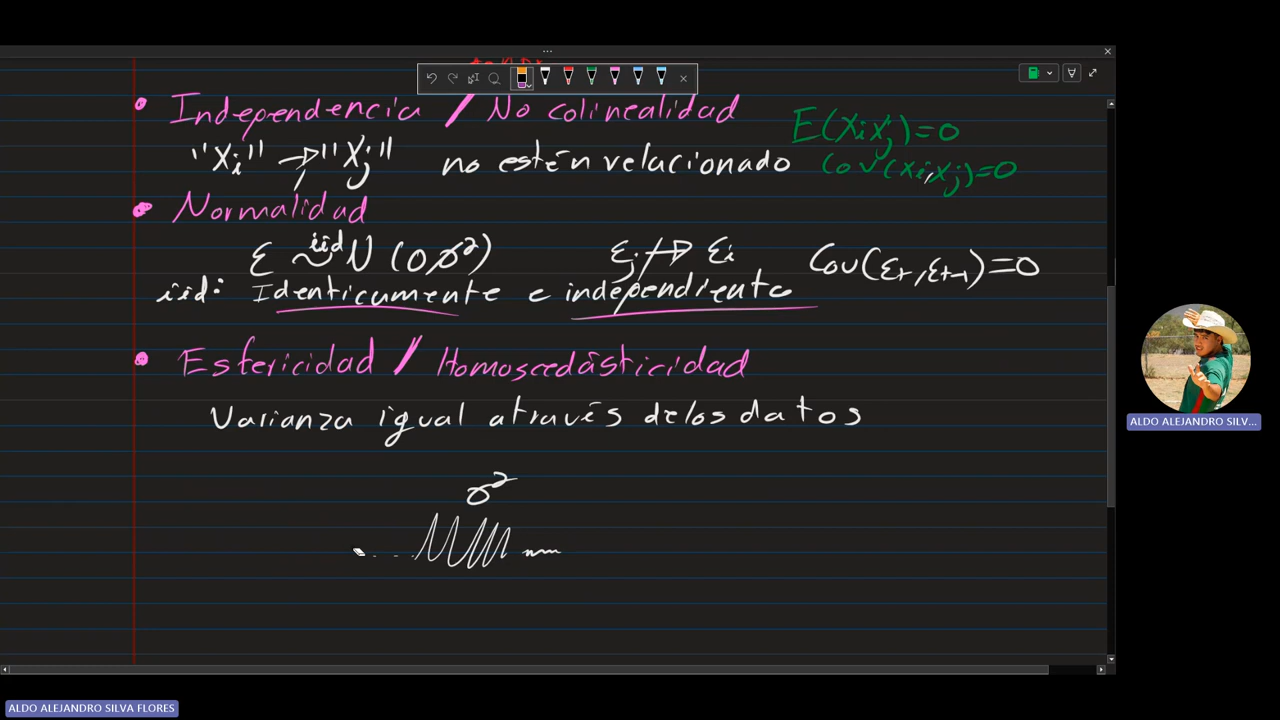 • Independencia / No colinealidad
E(XiXj)=0
"Xi" → "Xj" no estén relacionado
Cov(Xi,Xj)=0
• Normalidad
ε ~iid N (0,σ²) εj ↛ εi Cov(εt,εt-1)=0
iid: Identicamente e independiente
• Esfericidad / Homoscedásticidad
Varianza igual através de los datos
σ²
ALDO ALEJANDRO SILV...
ALDO ALEJANDRO SILVA FLORES